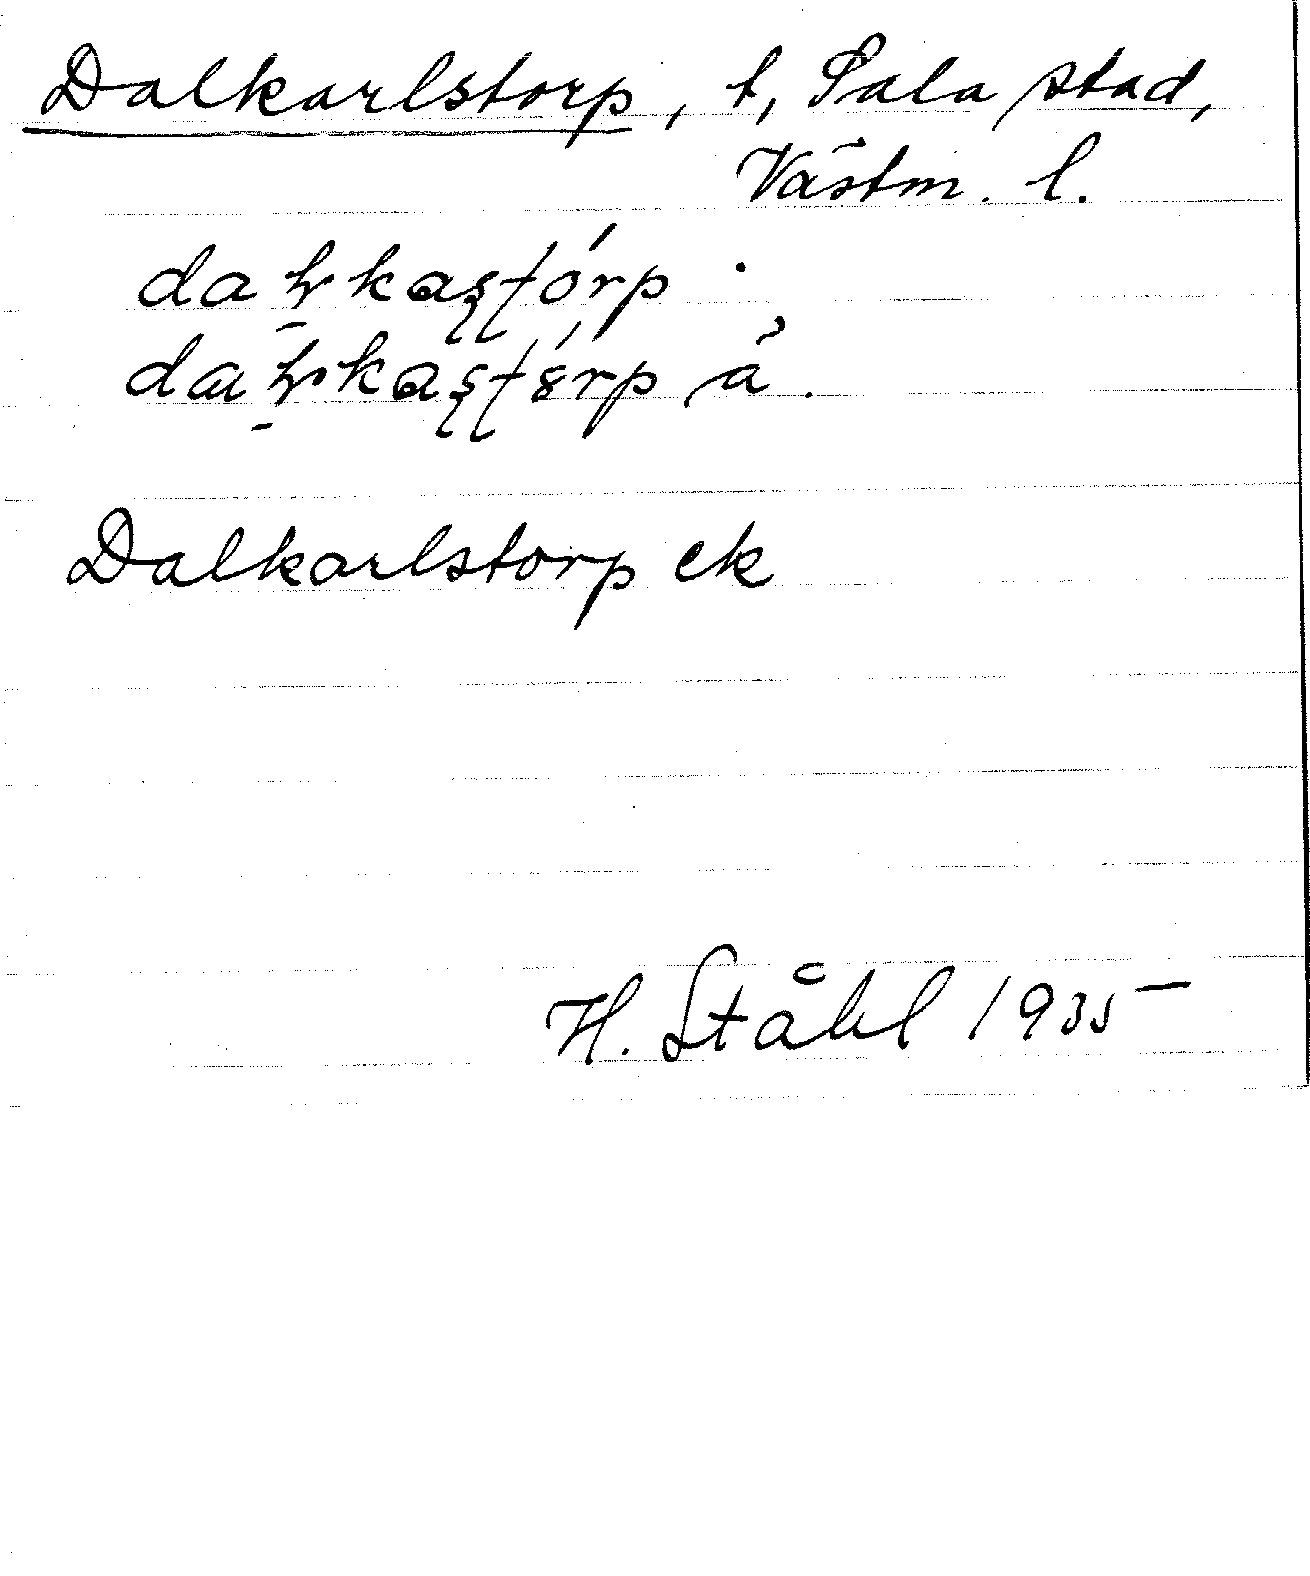 Dalkarlstorp, t, Sala stad,
Västm. l.
Dalkarlstorp ek
H. Ståhl 1935